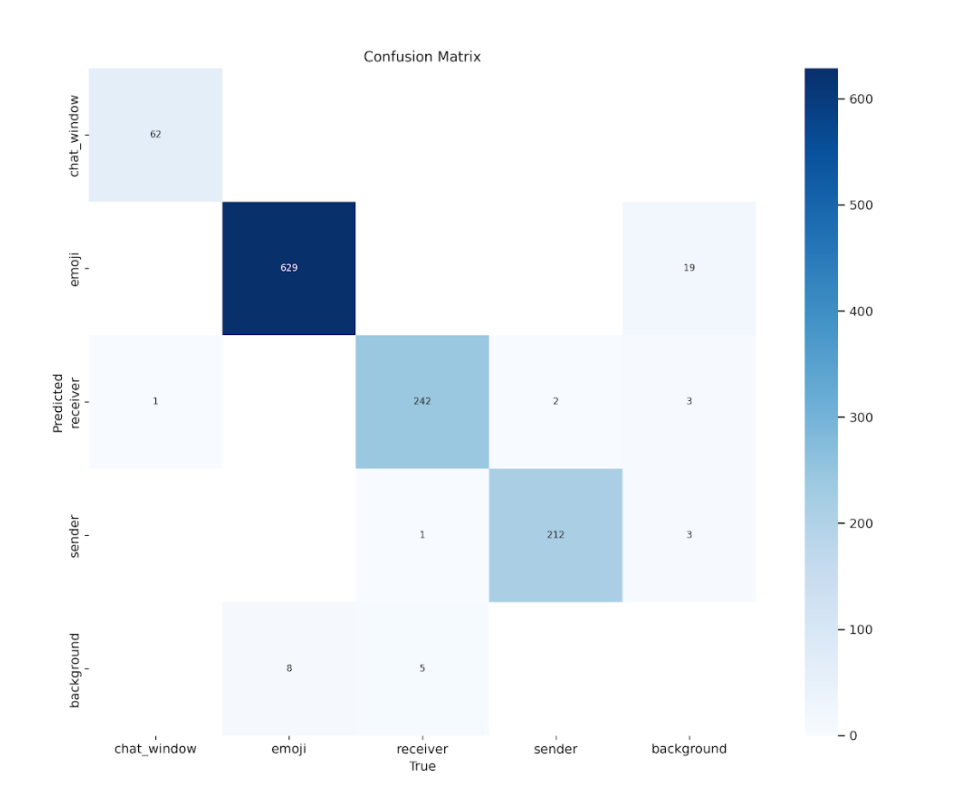 Confusion Matrix
chat_window
62
600
500
emoji
629
19
400
Predicted
receiver
1
242
2
3
300
sender
1
212
3
200
background
8
5
100
0
chat_window emoji receiver sender background
True